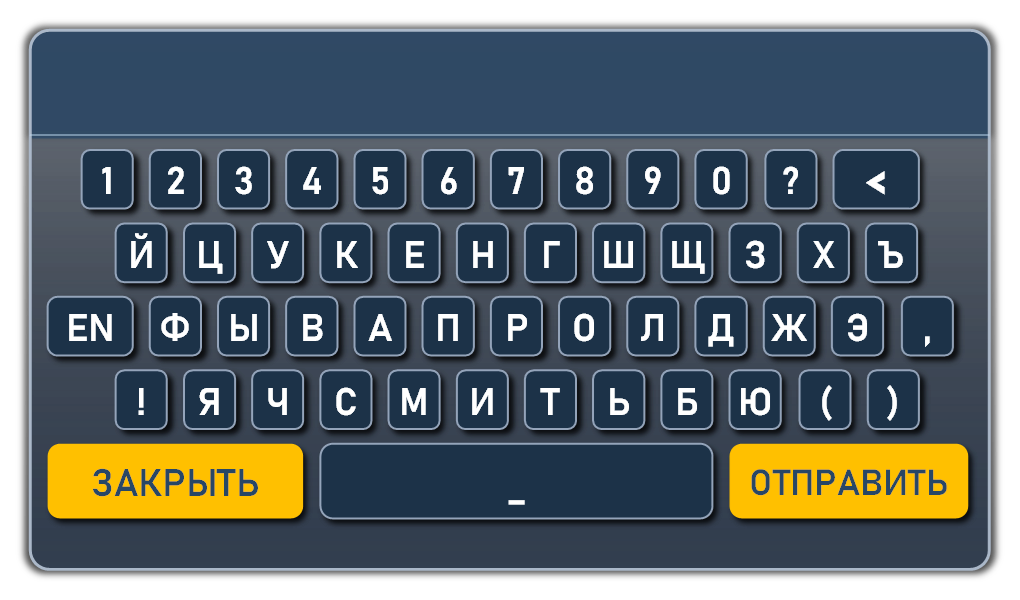 1 2 3 4 5 6 7 8 9 0 ? <
Й Ц У К Е Н Г Ш Щ З Х Ъ
EN Ф Ы В А П Р О Л Д Ж Э ,
! Я Ч С М И Т Ь Б Ю ( )
ЗАКРЫТЬ _ ОТПРАВИТЬ